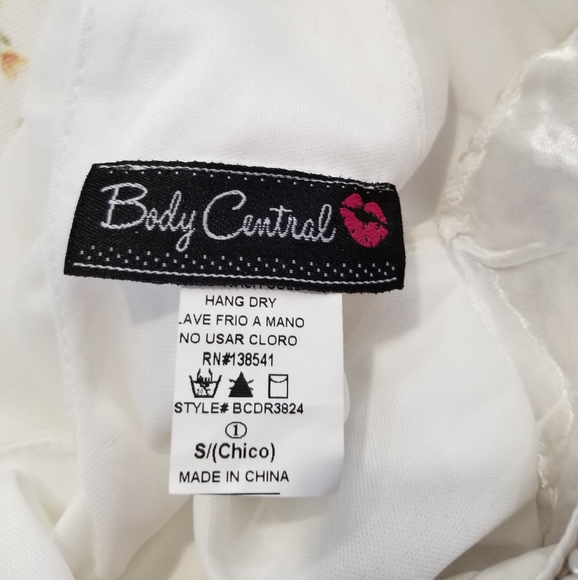 Body Central
HANG DRY
LAVE FRIO A MANO
NO USAR CLORO
RN#138541
STYLE# BCDR3824
1
S/(Chico)
MADE IN CHINA